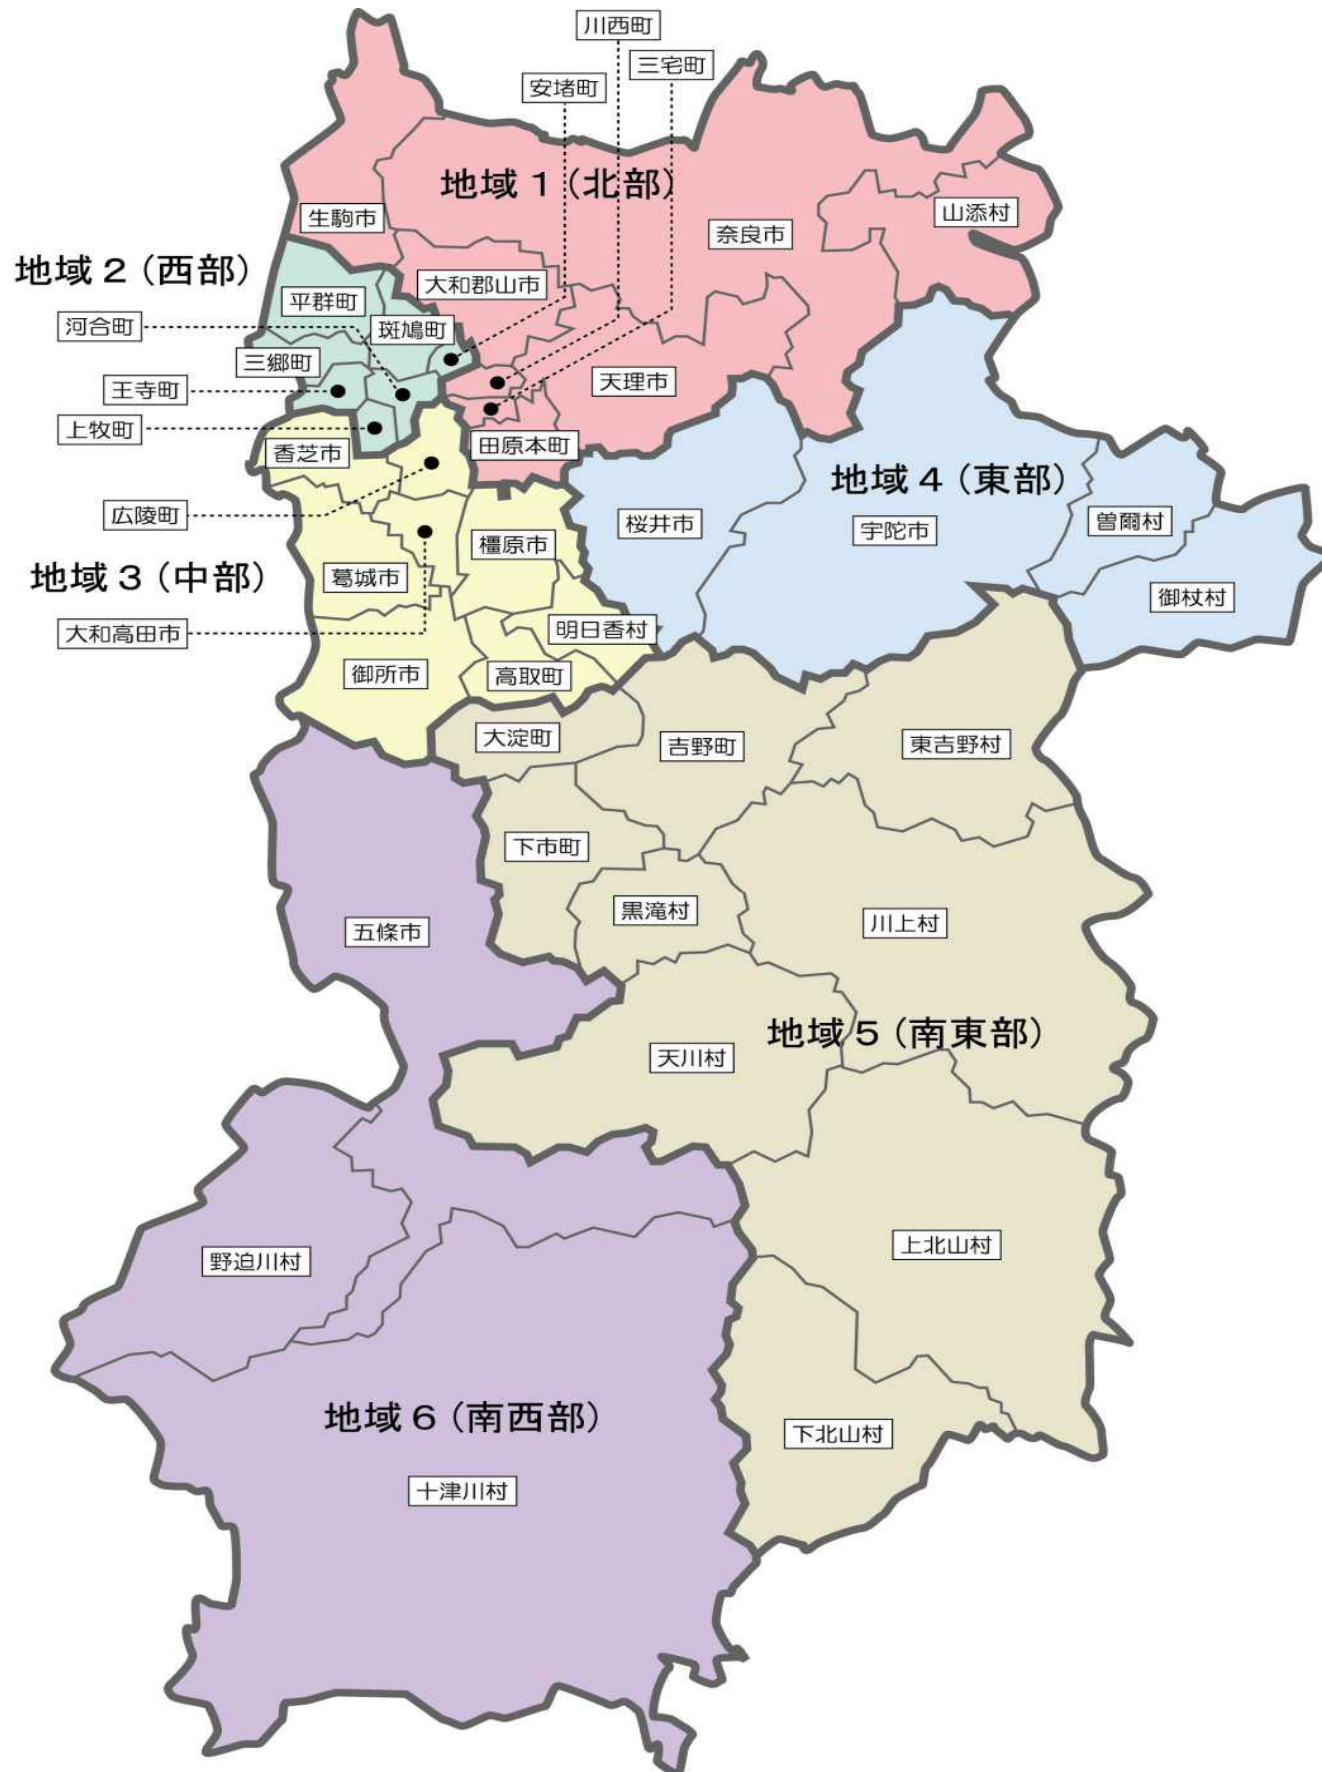 川西町
三宅町
安堵町
地域1(北部)
山添村
生駒市
奈良市
地域2(西部)
大和郡山市
平群町
河合町
斑鳩町
三郷町
天理市
王寺町
上牧町
田原本町
香芝市
地域4(東部)
広陵町
桜井市
宇陀市
曽爾村
橿原市
地域3(中部)
葛城市
御杖村
大和高田市
明日香村
御所市
高取町
大淀町
吉野町
東吉野村
下市町
黒滝村
川上村
五條市
地域5(南東部)
天川村
上北山村
野迫川村
地域6(南西部)
下北山村
十津川村